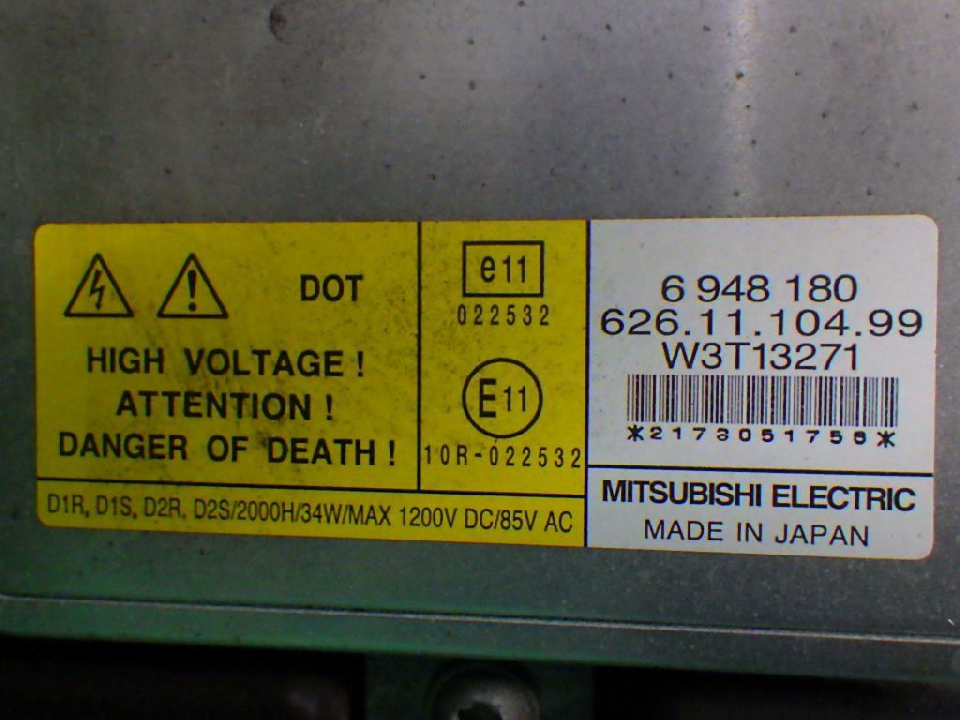 DOT
HIGH VOLTAGE !
ATTENTION !
DANGER OF DEATH !
e11
022532
E11
10R-022532
D1R, D1S, D2R, D2S/2000H/34W/MAX 1200V DC/85V AC
6 948 180
626.11.104.99
W3T13271
*2173051756*
MITSUBISHI ELECTRIC
MADE IN JAPAN